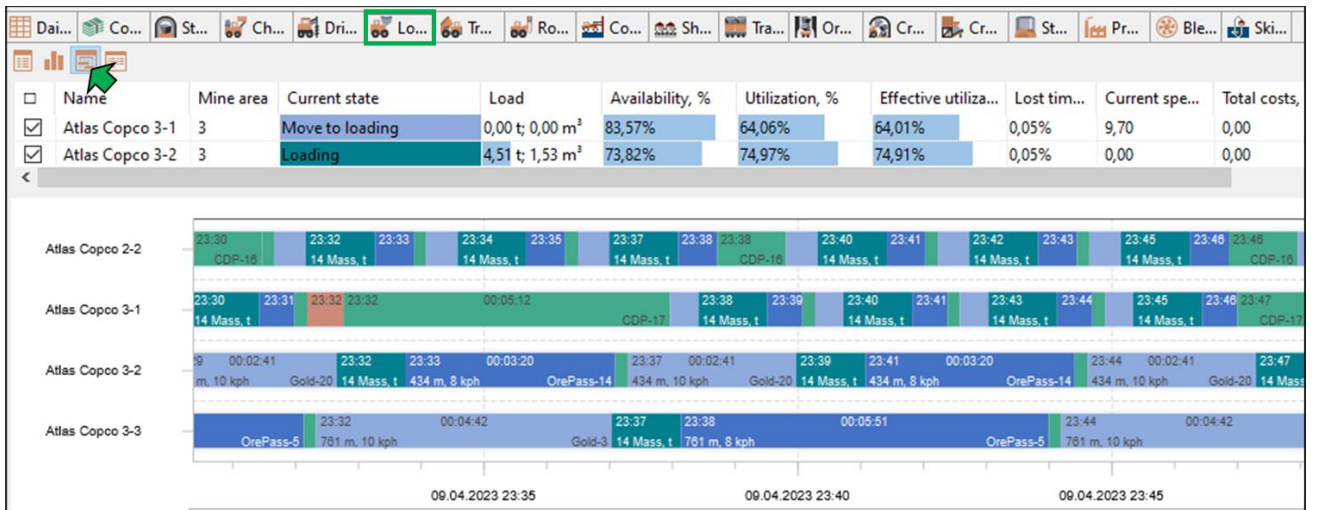 Dai... Co... St... Ch... Dri... Lo... Tr... Ro... Co... Sh... Tra... Or... Cr... Cr... St... Pr... Ble... Ski...
Name Mine area Current state Load Availability, % Utilization, % Effective utiliza... Lost tim... Current spe... Total costs,
Atlas Copco 3-1 3 Move to loading 0,00 t; 0,00 m³ 83,57% 64,06% 64,01% 0,05% 9,70 0,00
Atlas Copco 3-2 3 Loading 4,51 t; 1,53 m³ 73,82% 74,97% 74,91% 0,05% 0,00 0,00
23:30 23:32 23:33 23:34 23:35 23:37 23:38 23:38 23:40 23:41 23:42 23:43 23:45 23:46 23:46
Atlas Copco 2-2
CDP-16 14 Mass, t 14 Mass, t 14 Mass, t CDP-16 14 Mass, t 14 Mass, t 14 Mass, t CDP-16
23:30 23:31 23:32 23:32 00:05:12 23:38 23:39 23:40 23:41 23:43 23:44 23:45 23:46 23:47
Atlas Copco 3-1
14 Mass, t CDP-17 14 Mass, t 14 Mass, t 14 Mass, t 14 Mass, t CDP-17
9 00:02:41 23:32 23:33 00:03:20 23:37 00:02:41 23:39 23:41 00:03:20 23:44 00:02:41 23:47
Atlas Copco 3-2
m, 10 kph Gold-20 14 Mass, t 434 m, 8 kph OrePass-14 434 m, 10 kph Gold-20 14 Mass, t 434 m, 8 kph OrePass-14 434 m, 10 kph Gold-20 14 Mass
23:32 00:04:42 23:37 23:38 00:05:51 23:44 00:04:42
Atlas Copco 3-3
OrePass-5 761 m, 10 kph Gold-3 14 Mass, t 761 m, 8 kph OrePass-5 761 m, 10 kph
09.04.2023 23:35 09.04.2023 23:40 09.04.2023 23:45